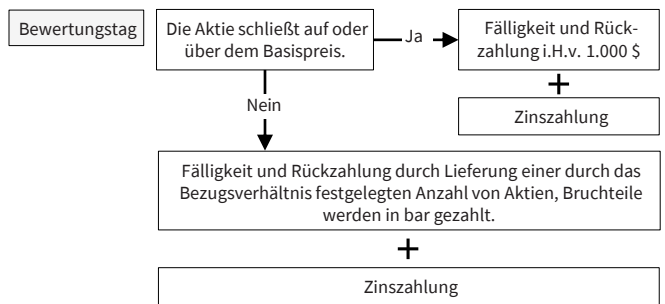 Bewertungstag
Die Aktie schließt auf oder
über dem Basispreis.
Ja
Fälligkeit und Rück-
zahlung i.H.v. 1.000 $
+
Zinszahlung
Nein
Fälligkeit und Rückzahlung durch Lieferung einer durch das
Bezugsverhältnis festgelegten Anzahl von Aktien, Bruchteile
werden in bar gezahlt.
+
Zinszahlung